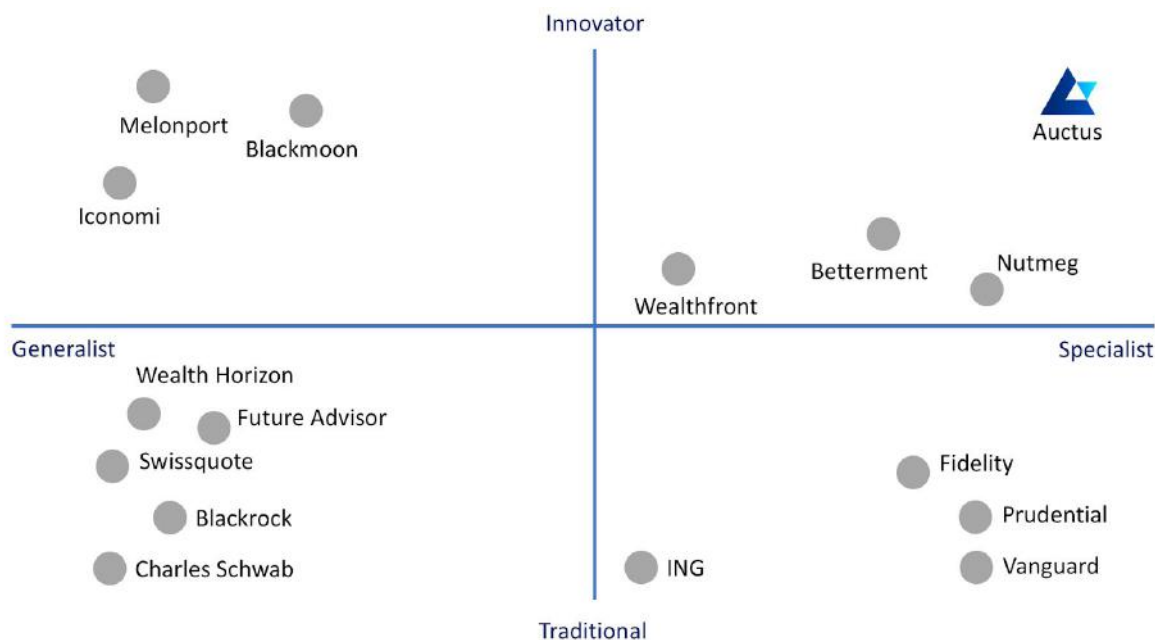 Innovator
Melonport
Blackmoon
Auctus
Iconomi
Betterment
Nutmeg
Wealthfront
Generalist
Specialist
Wealth Horizon
Future Advisor
Swissquote
Fidelity
Blackrock
Prudential
Charles Schwab
ING
Vanguard
Traditional